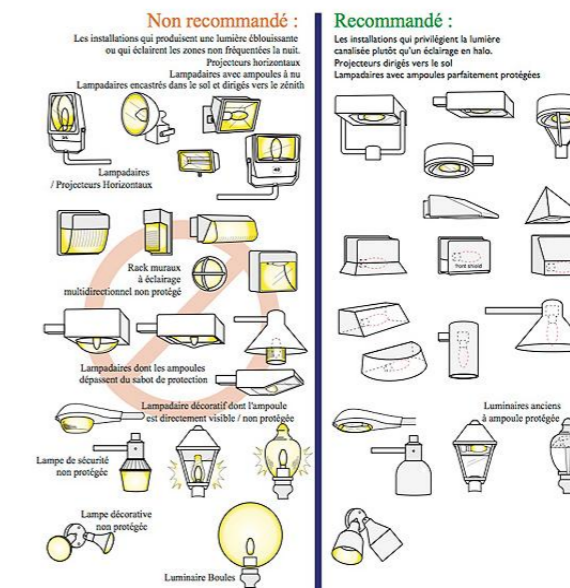 Non recommandé :
Les installations qui produisent une lumière éblouissante
ou qui éclairent les zones non fréquentées la nuit.
Projecteurs horizontaux
Lampadaires avec ampoules à nu
Lampadaires encastrés dans le sol et dirigés vers le zénith
Lampadaires
/ Projecteurs Horizontaux
Rack muraux
à éclairage
multidirectionnel non protégé
Lampadaires dont les ampoules
dépassent du sabot de protection
Lampadaire décoratif dont l'ampoule
est directement visible / non protégée
Lampe de sécurité
non protégée
Lampe décorative
non protégée
Luminaire Boules
Recommandé :
Les installations qui privilégient la lumière
canalisée plutôt qu'un éclairage en halo.
Projecteurs dirigés vers le sol
Lampadaires avec ampoules parfaitement protégées
front shield
Luminaires anciens
à ampoule protégée